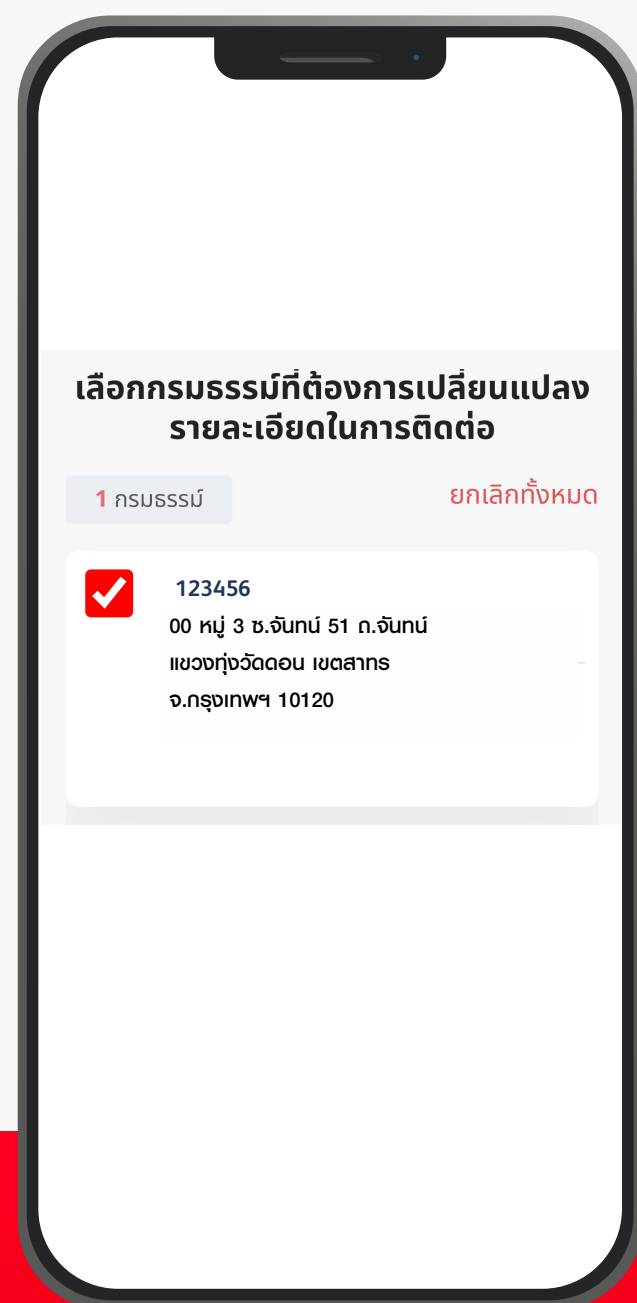 เลือกกรมธรรม์ที่ต้องการเปลี่ยนแปลง
รายละเอียดในการติดต่อ
1 กรมธรรม์
ยกเลิกทั้งหมด
123456
00 หมู่ 3 ซ.จันทน์ 51 ถ.จันทน์
แขวงทุ่งวัดดอน เขตสาทร
จ.กรุงเทพฯ 10120